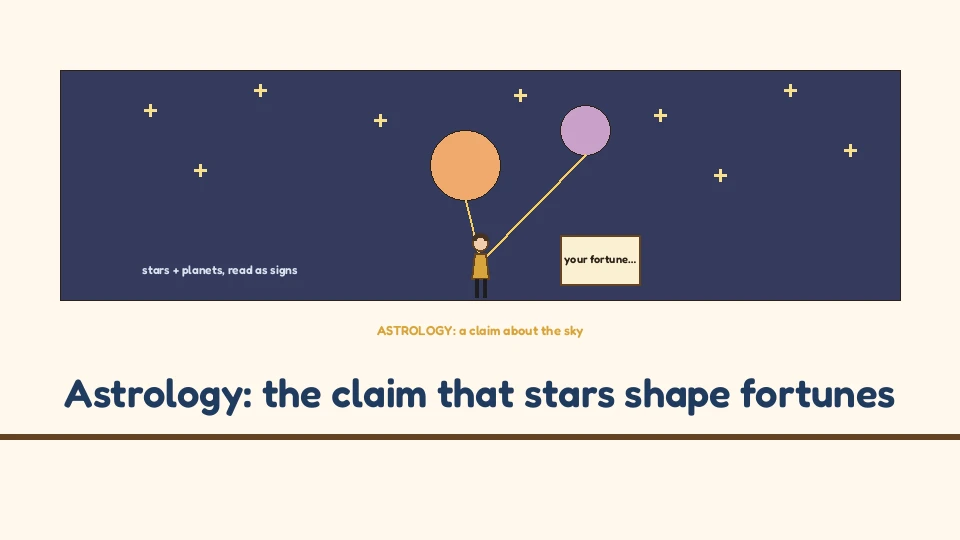 stars + planets, read as signs
your fortune...
ASTROLOGY: a claim about the sky
Astrology: the claim that stars shape fortunes